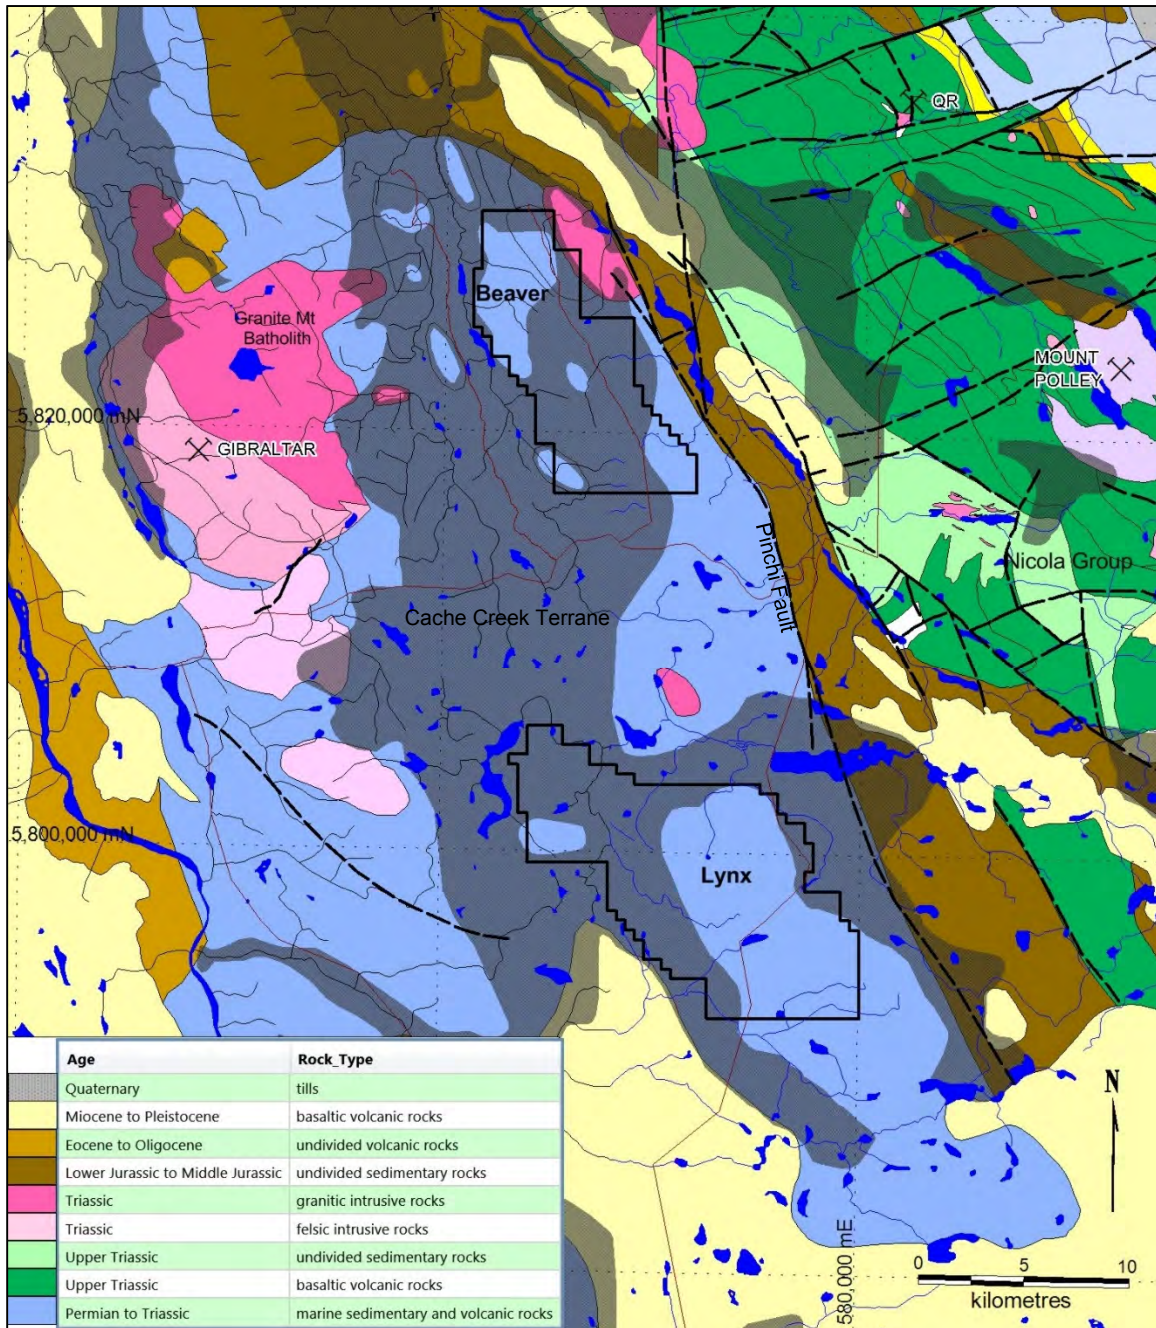 QR
Beaver
Granite Mt
Batholith
MOUNT
POLLEY
5,820,000 mN
GIBRALTAR
Pinchi Fault
Nicola Group
Cache Creek Terrane
5,800,000 mN
Lynx
Age Rock_Type
Quaternary tills
Miocene to Pleistocene basaltic volcanic rocks
Eocene to Oligocene undivided volcanic rocks
Lower Jurassic to Middle Jurassic undivided sedimentary rocks
Triassic granitic intrusive rocks
Triassic felsic intrusive rocks
Upper Triassic undivided sedimentary rocks
Upper Triassic basaltic volcanic rocks
Permian to Triassic marine sedimentary and volcanic rocks
580,000 mE
N
0 5 10
kilometres